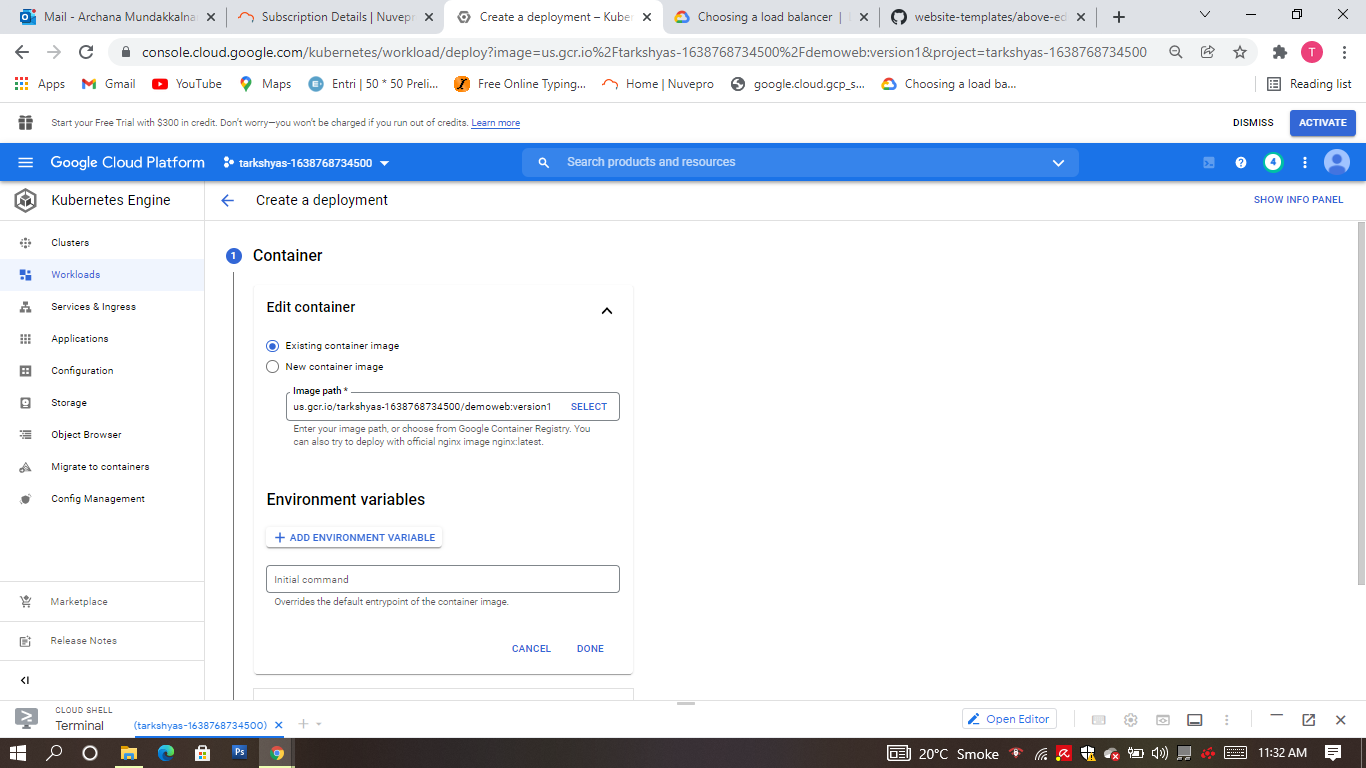 Mail - Archana Mundakkalna
Subscription Details | Nuvepr
Create a deployment – Kuber
Choosing a load balancer |
website-templates/above-ed
console.cloud.google.com/kubernetes/workload/deploy?image=us.gcr.io%2Ftarkshyas-1638768734500%2Fdemoweb:version1&project=tarkshyas-1638768734500
T
Apps
Gmail
YouTube
Maps
Entri | 50 * 50 Preli...
Free Online Typing...
Home | Nuvepro
google.cloud.gcp_s...
Choosing a load ba...
Reading list
Start your Free Trial with $300 in credit. Don't worry—you won't be charged if you run out of credits. Learn more
DISMISS
ACTIVATE
Google Cloud Platform
tarkshyas-1638768734500
Search products and resources
4
Kubernetes Engine
Create a deployment
SHOW INFO PANEL
Clusters
Workloads
Services & Ingress
Applications
Configuration
Storage
Object Browser
Migrate to containers
Config Management
Marketplace
Release Notes
1 Container
Edit container
Existing container image
New container image
Image path *
us.gcr.io/tarkshyas-1638768734500/demoweb:version1
SELECT
Enter your image path, or choose from Google Container Registry. You
can also try to deploy with official nginx image nginx:latest.
Environment variables
ADD ENVIRONMENT VARIABLE
Initial command
Overrides the default entrypoint of the container image.
CANCEL
DONE
CLOUD SHELL
Terminal
(tarkshyas-1638768734500)
Open Editor
Ps
20°C Smoke
11:32 AM